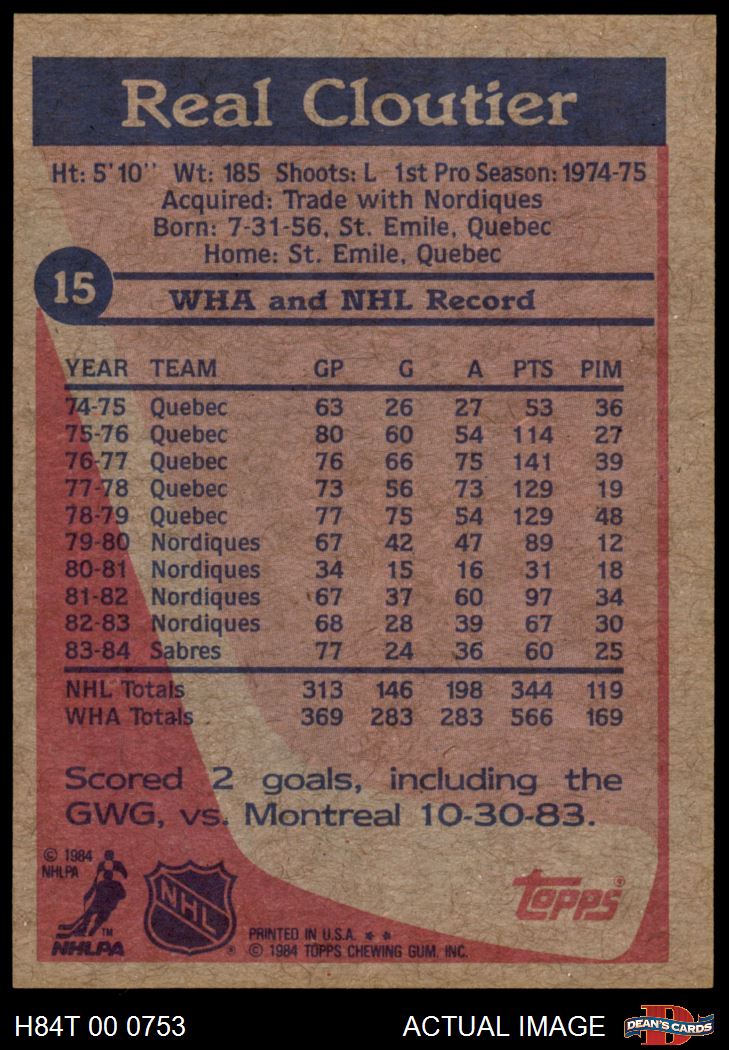 Real Cloutier
Ht: 5'10" Wt: 185 Shoots: L 1st Pro Season: 1974-75
Acquired: Trade with Nordiques
Born: 7-31-56, St. Emile, Quebec
Home: St. Emile, Quebec
15
WHA and NHL Record
YEAR TEAM GP G A PTS PIM
74-75 Quebec 63 26 27 53 36
75-76 Quebec 80 60 54 114 27
76-77 Quebec 76 66 75 141 39
77-78 Quebec 73 56 73 129 19
78-79 Quebec 77 75 54 129 48
79-80 Nordiques 67 42 47 89 12
80-81 Nordiques 34 15 16 31 18
81-82 Nordiques 67 37 60 97 34
82-83 Nordiques 68 28 39 67 30
83-84 Sabres 77 24 36 60 25
NHL Totals 313 146 198 344 119
WHA Totals 369 283 283 566 169
Scored 2 goals, including the
GWG, vs. Montreal 10-30-83.
© 1984
NHLPA
TM
NHLPA
NHL
®
topps®
PRINTED IN U.S.A. * *
© 1984 TOPPS CHEWING GUM. INC.
H84T 00 0753
ACTUAL IMAGE
D
DEAN'S CARDS